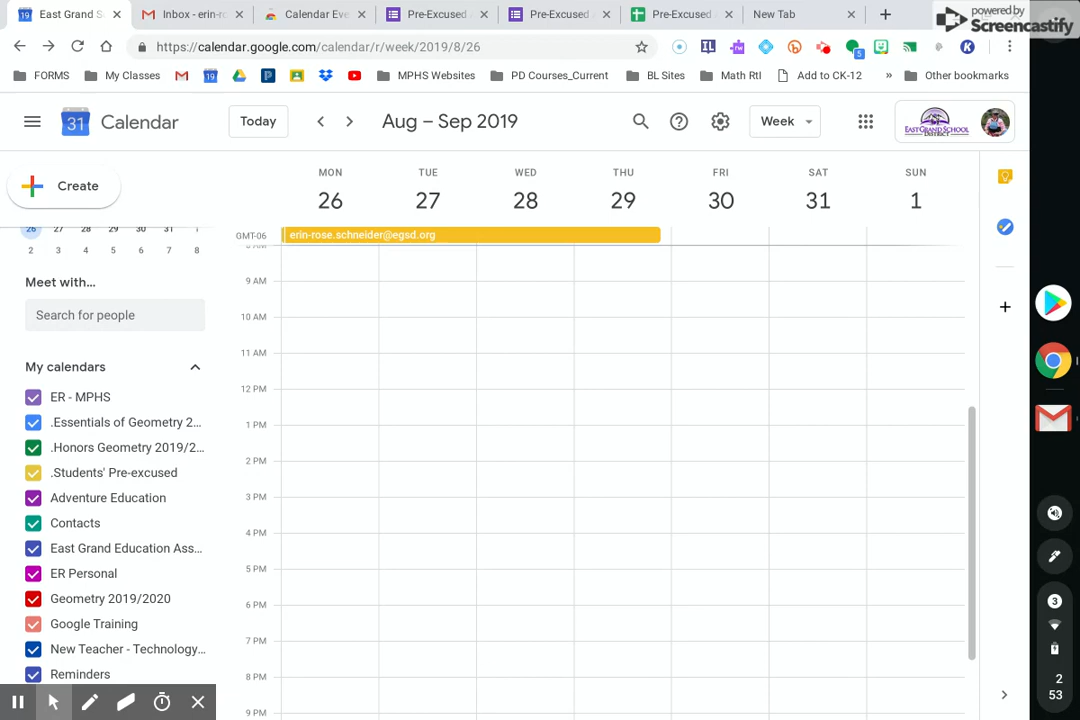 East Grand S
Inbox - erin-r
Calendar Eve
Pre-Excused
Pre-Excused
Pre-Excused
New Tab
powered by
Screencastify
https://calendar.google.com/calendar/r/week/2019/8/26
FORMS
My Classes
MPHS Websites
PD Courses_Current
BL Sites
Math RtI
Add to CK-12
»
Other bookmarks
Calendar
Today
Aug – Sep 2019
Week
EAST GRAND SCHOOL
DISTRICT
Create
MON
26
TUE
27
WED
28
THU
29
FRI
30
SAT
31
SUN
1
26 27 28 29 30 31 1
2 3 4 5 6 7 8
GMT-06
erin-rose.schneider@egsd.org
8 AM
9 AM
10 AM
11 AM
12 PM
1 PM
2 PM
3 PM
4 PM
5 PM
6 PM
7 PM
8 PM
9 PM
Meet with...
Search for people
My calendars
ER - MPHS
.Essentials of Geometry 2...
.Honors Geometry 2019/2...
.Students' Pre-excused
Adventure Education
Contacts
East Grand Education Ass...
ER Personal
Geometry 2019/2020
Google Training
New Teacher - Technology...
Reminders
3
2
53